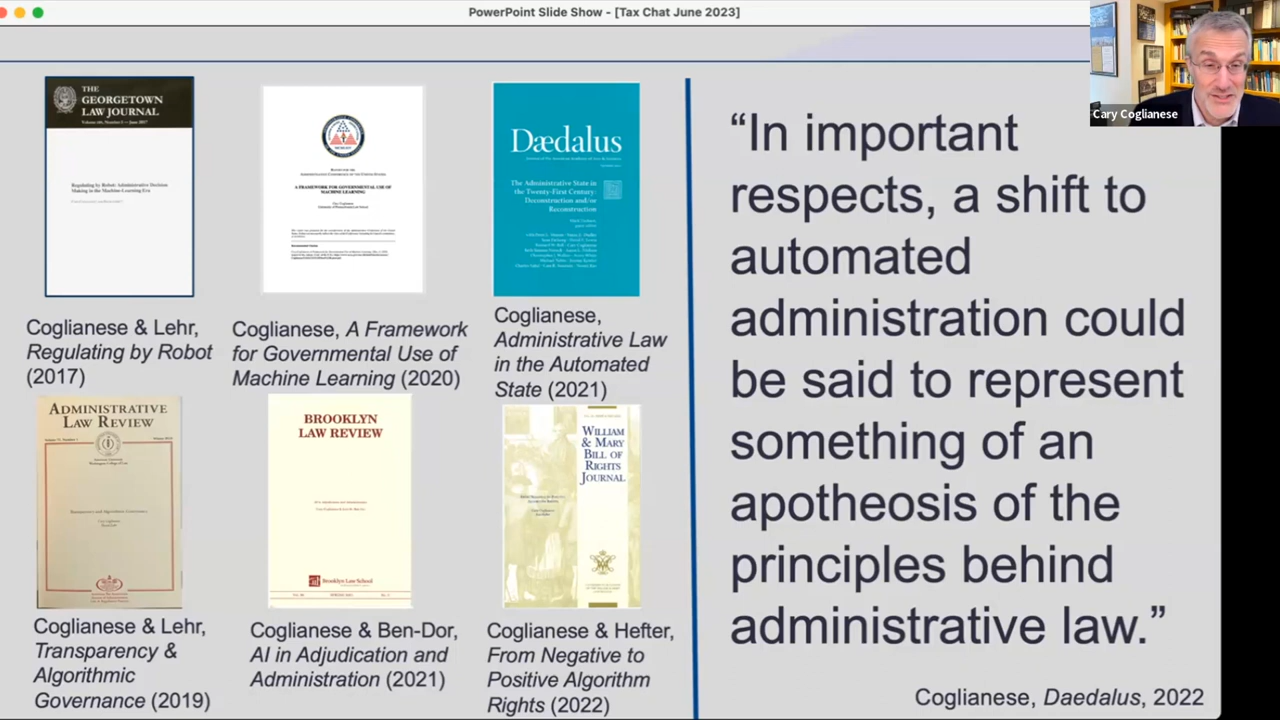 PowerPoint Slide Show - [Tax Chat June 2023]
Cary Coglianese
THE
GEORGETOWN
LAW JOURNAL
Regulating by Robot: Administrative Decision
Making in the Machine-Learning Era
Coglianese & Lehr,
Regulating by Robot
(2017)
A FRAMEWORK FOR GOVERNMENTAL USE OF
MACHINE LEARNING
Coglianese, A Framework
for Governmental Use of
Machine Learning (2020)
Dædalus
The Administrative State in
the Twenty-First Century:
Deconstruction and/or
Reconstruction
Coglianese,
Administrative Law
in the Automated
State (2021)
ADMINISTRATIVE
LAW REVIEW
Coglianese & Lehr,
Transparency &
Algorithmic
Governance (2019)
BROOKLYN
LAW REVIEW
Brooklyn Law School
Coglianese & Ben-Dor,
AI in Adjudication and
Administration (2021)
WILLIAM
& MARY
BILL OF
RIGHTS
JOURNAL
Coglianese & Hefter,
From Negative to
Positive Algorithm
Rights (2022)
“In important
respects, a shift to
automated
administration could
be said to represent
something of an
apotheosis of the
principles behind
administrative law.”
Coglianese, Daedalus, 2022